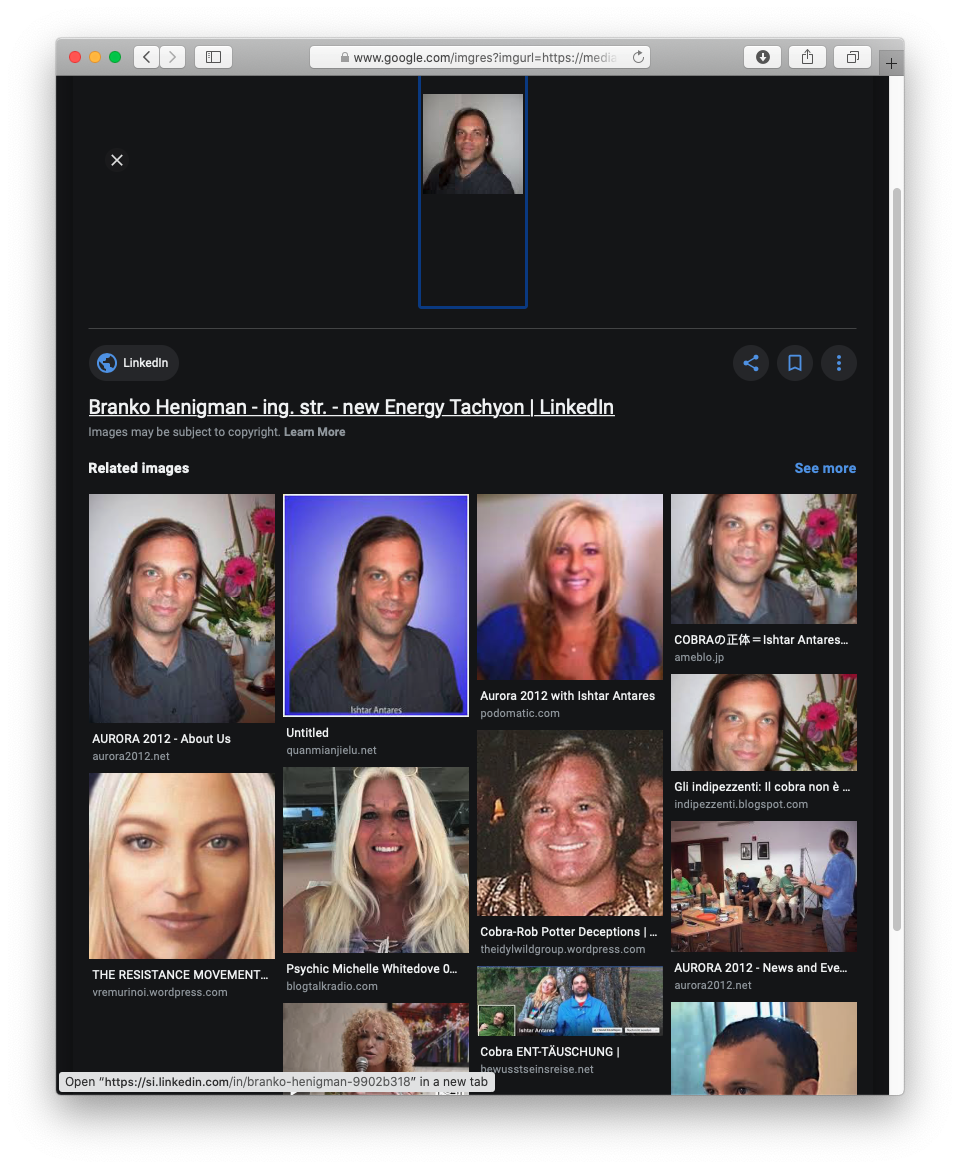 www.google.com/imgres?imgurl=https://media
LinkedIn
Branko Henigman - ing. str. - new Energy Tachyon | LinkedIn
Images may be subject to copyright. Learn More
Related images
See more
AURORA 2012 - About Us
aurora2012.net
THE RESISTANCE MOVEMENT...
vremurinoi.wordpress.com
Ishtar Antares
Untitled
quanmianjielu.net
Psychic Michelle Whitedove 0...
blogtalkradio.com
Aurora 2012 with Ishtar Antares
podomatic.com
Cobra-Rob Potter Deceptions | ...
theidylwildgroup.wordpress.com
Ishtar Antares
Cobra ENT-TÄUSCHUNG |
bewusstseinsreise.net
COBRAの正体＝Ishtar Antares...
ameblo.jp
Gli indipezzenti: Il cobra non è ...
indipezzenti.blogspot.com
AURORA 2012 - News and Eve...
aurora2012.net
Open “https://si.linkedin.com/in/branko-henigman-9902b318” in a new tab